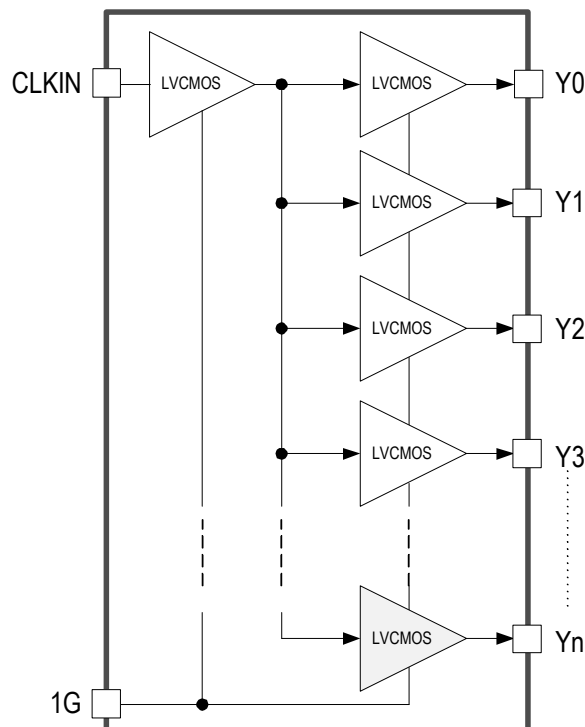 CLKIN
LVCMOS
LVCMOS
Y0
LVCMOS
Y1
LVCMOS
Y2
LVCMOS
Y3
LVCMOS
Yn
1G